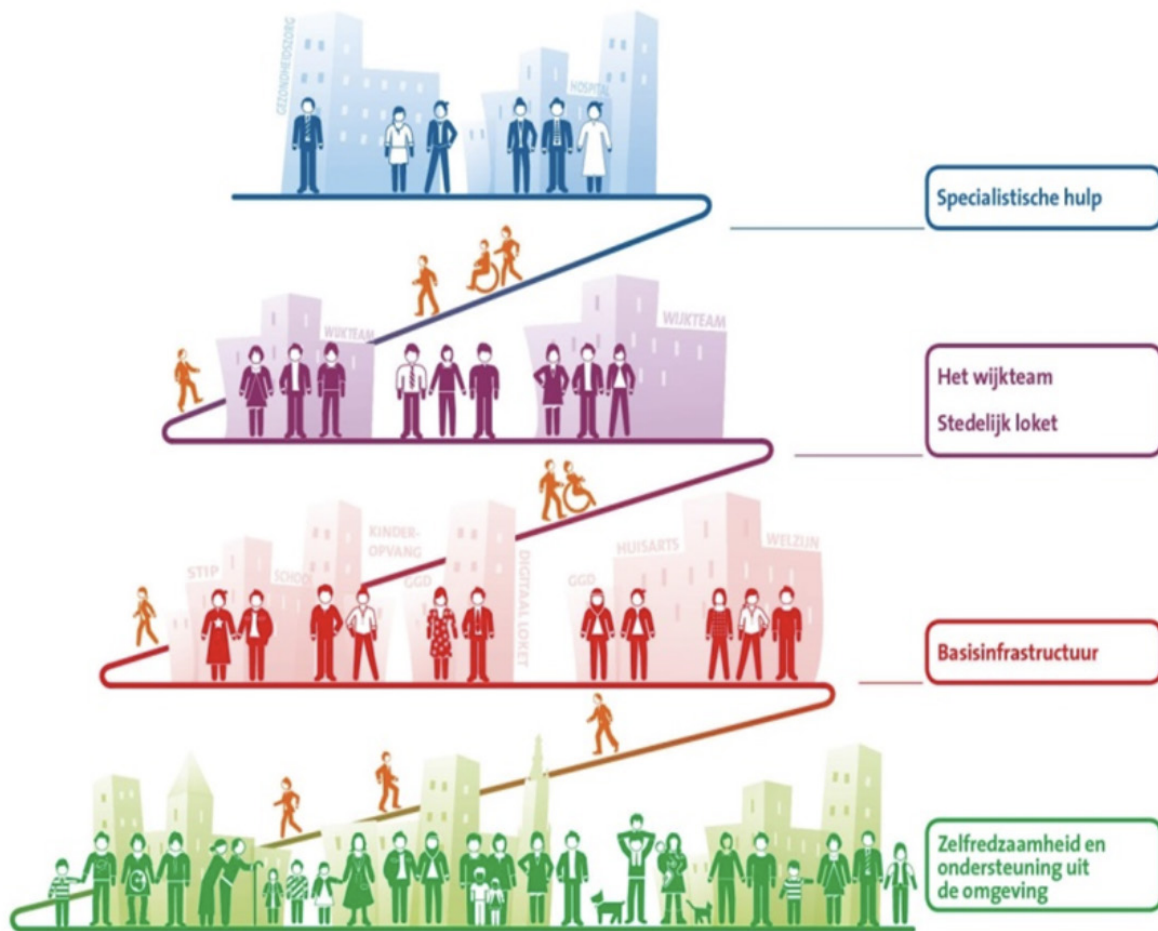 GEZONDHEIDSZORG
HOSPITAL
Specialistische hulp
WIJKTEAM
WIJKTEAM
Het wijkteam
Stedelijk loket
STIP
SCHOOL
KINDER-
OPVANG
GGD
DIGITAAL LOKET
GGD
HUISARTS
WELZIJN
Basisinfrastructuur
Zelfredzaamheid en
ondersteuning uit
de omgeving